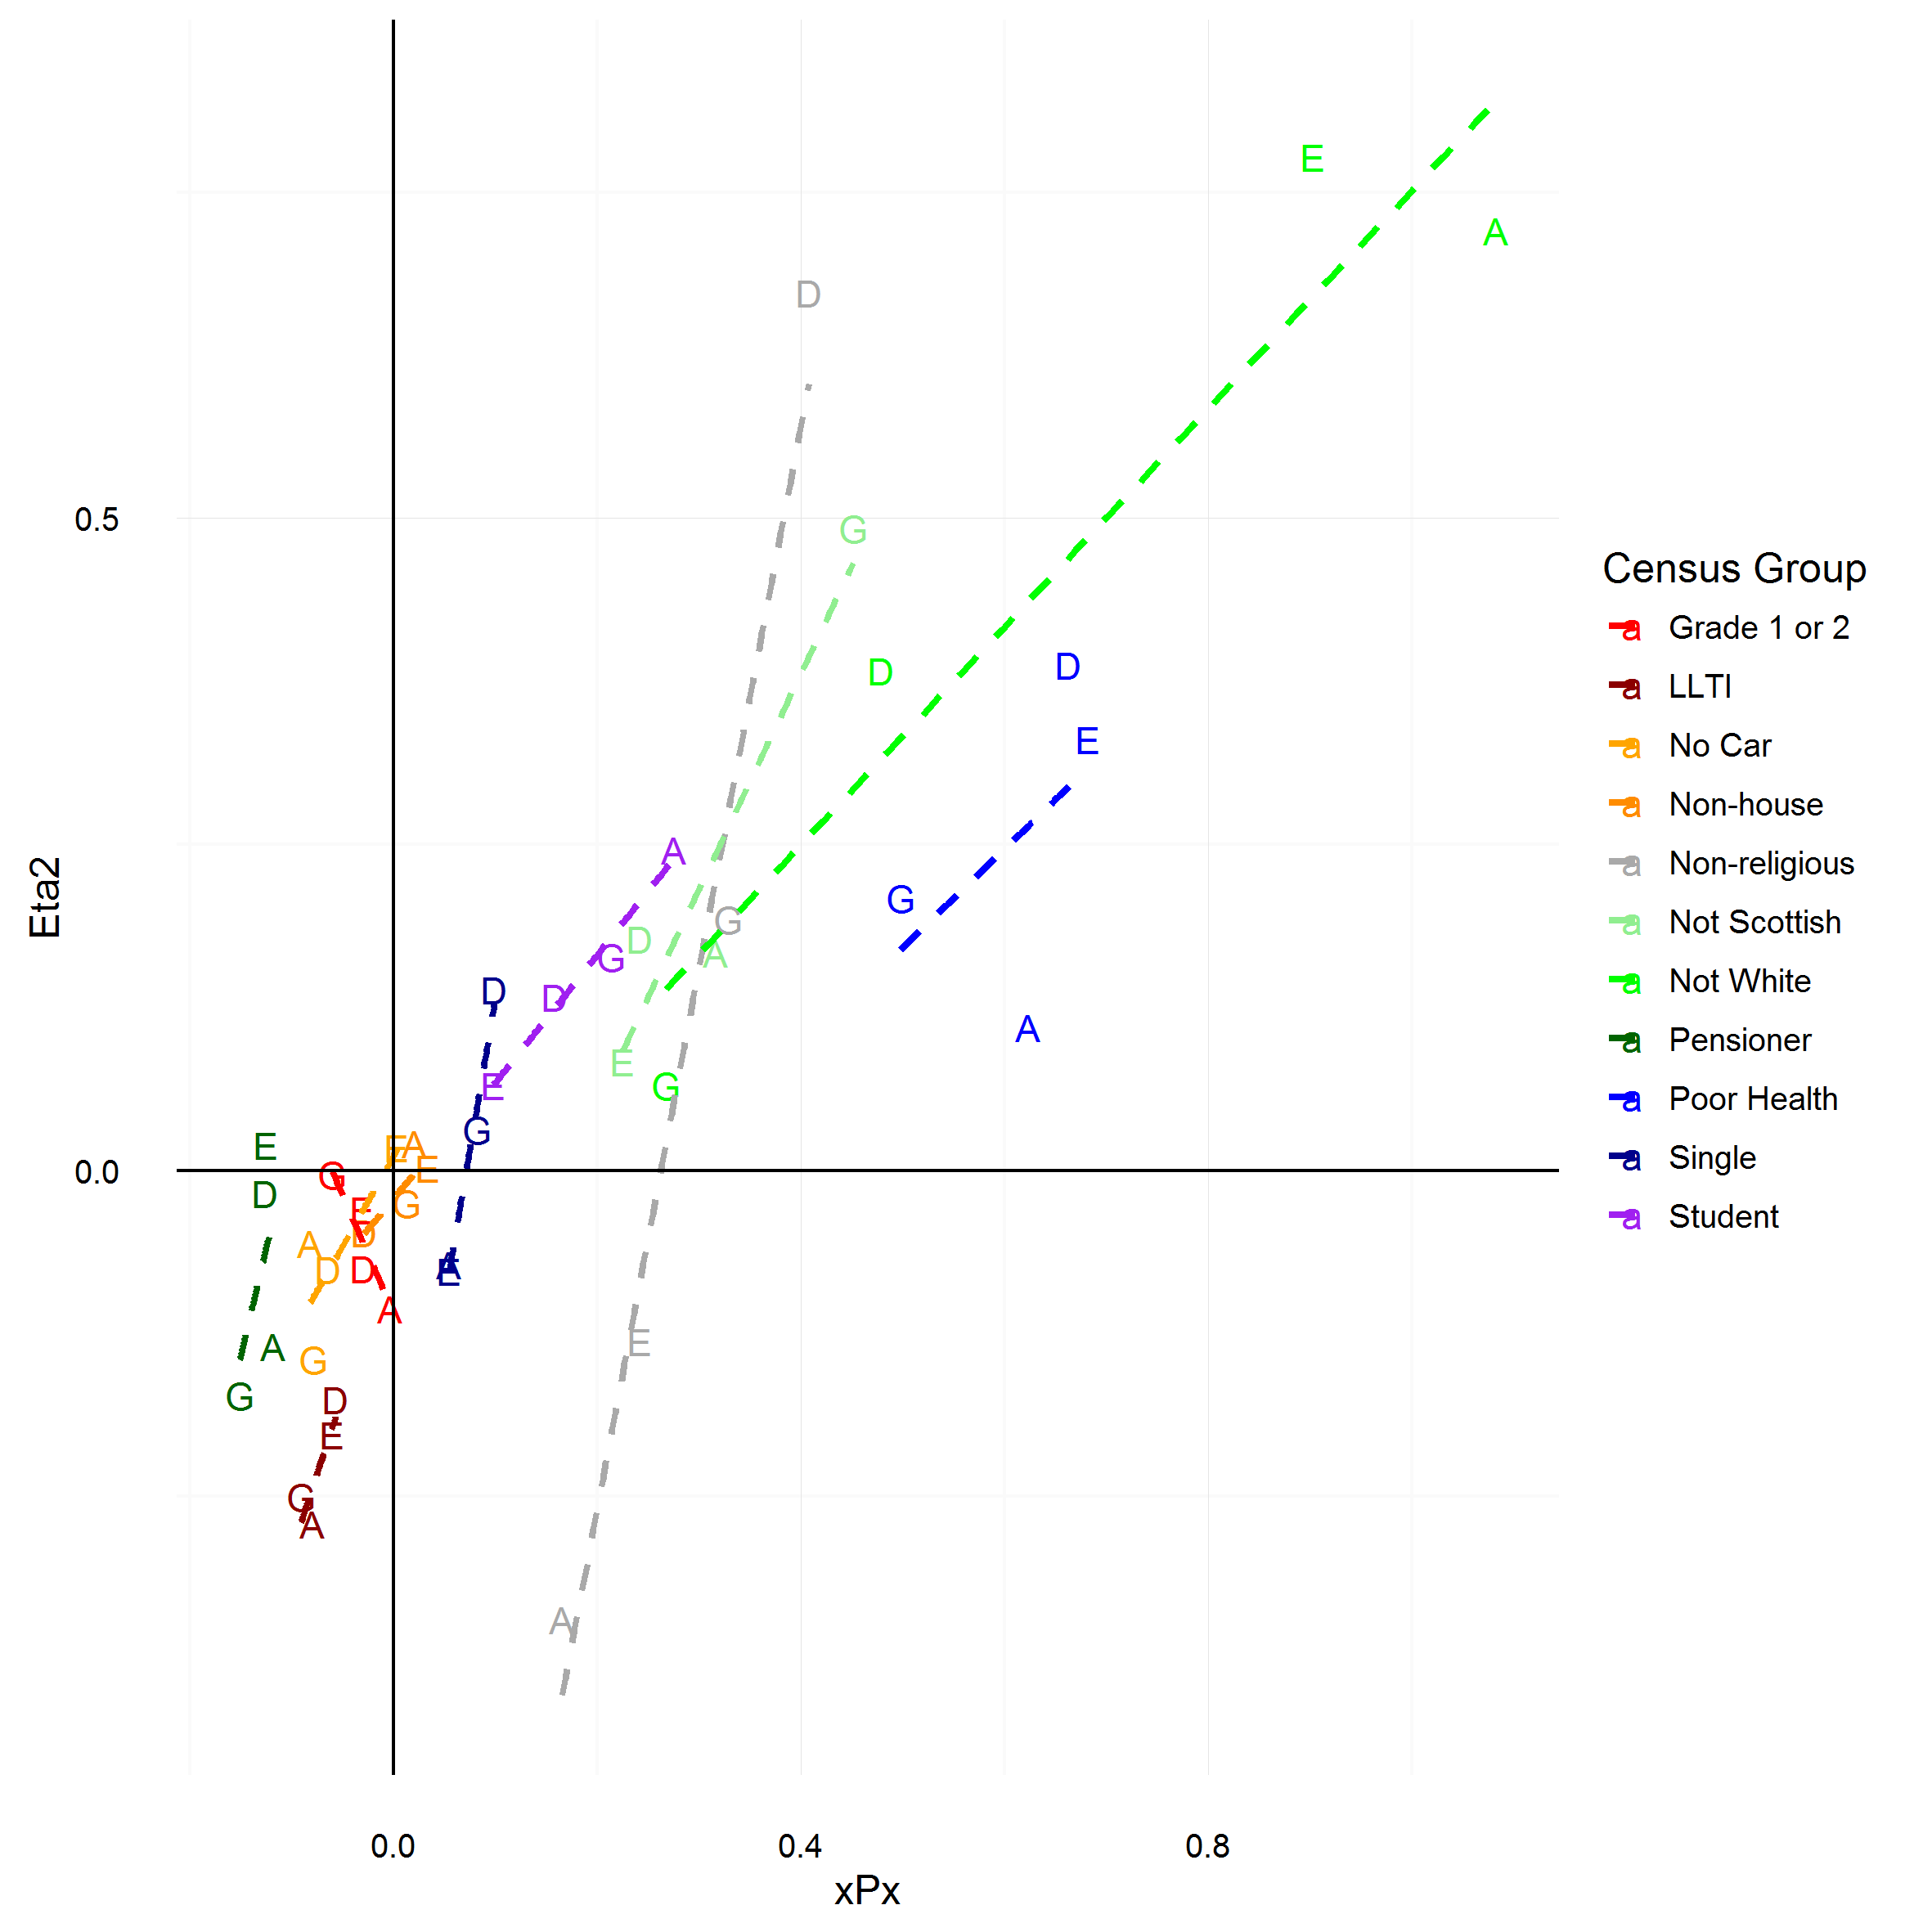 E
A
D
0.5
G
D
D
E
A
G
G
D
A
G
D
D
A
E
E
G
G
E
A
E
0.0
G
E
D
G
E
D
A
D
D
A
E
A
A
G
G
D
E
G
A
E
A
Eta2
0.0
0.4
0.8
xPx
Census Group
a Grade 1 or 2
a LLTI
a No Car
a Non-house
a Non-religious
a Not Scottish
a Not White
a Pensioner
a Poor Health
a Single
a Student